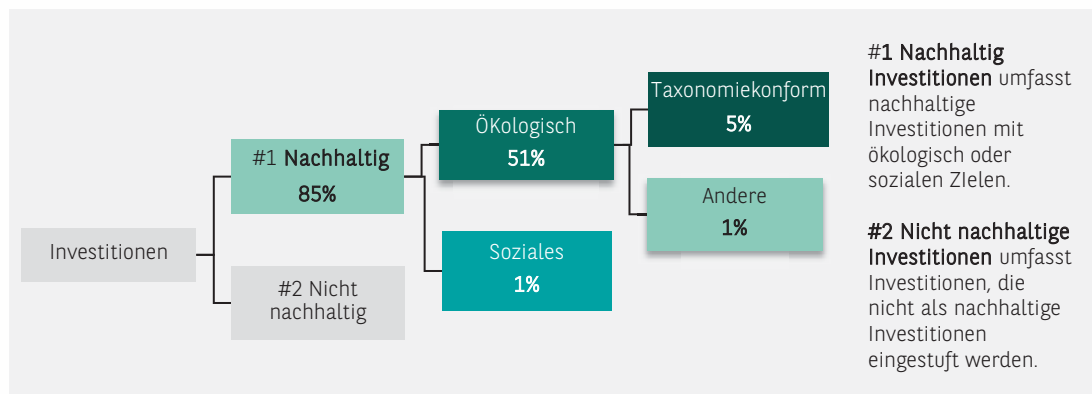 Investitionen
#1 Nachhaltig
85%
#2 Nicht
nachhaltig
ÖKologisch
51%
Soziales
1%
Taxonomiekonform
5%
Andere
1%
#1 Nachhaltig
Investitionen umfasst
nachhaltige
Investitionen mit
ökologisch oder
sozialen ZIelen.
#2 Nicht nachhaltige
Investitionen umfasst
Investitionen, die
nicht als nachhaltige
Investitionen
eingestuft werden.